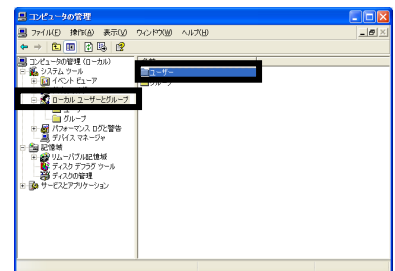 コンピュータの管理
ファイル(F) 操作(A) 表示(V) ウィンドウ(W) ヘルプ(H)
コンピュータの管理 (ローカル)
システム ツール
イベント ビューア
ローカル ユーザーとグループ
グループ
パフォーマンス ログと警告
デバイス マネージャ
記憶域
リムーバブル記憶域
ディスク デフラグ ツール
ディスクの管理
サービスとアプリケーション
ユーザー
グループ